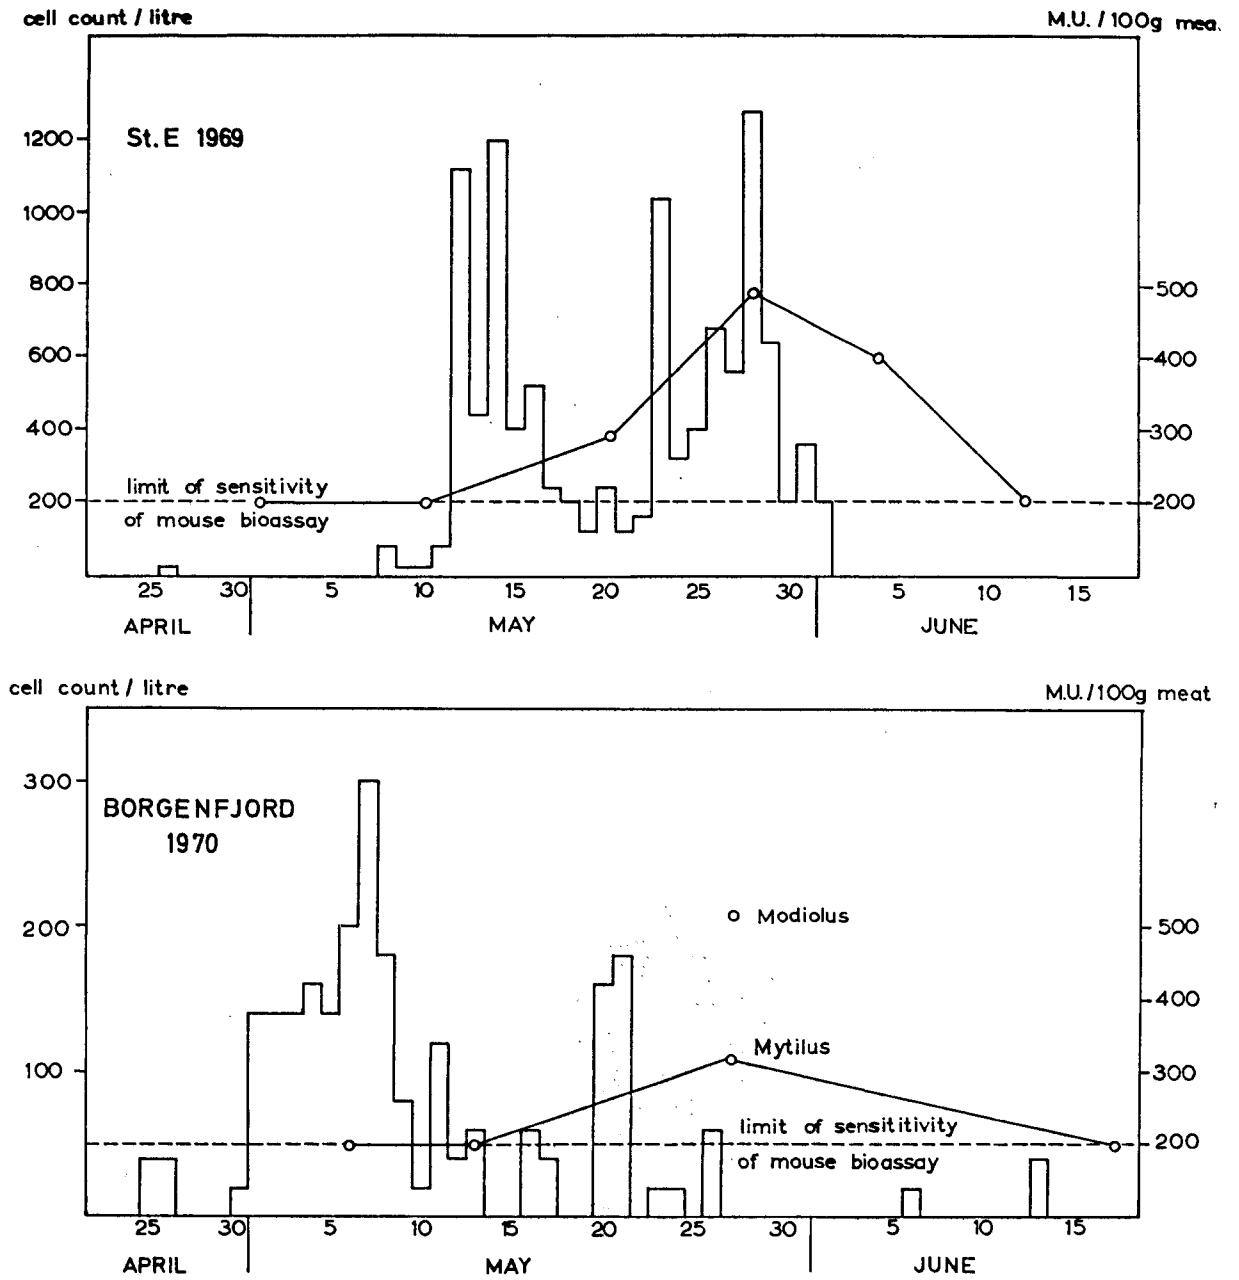 cell count / litre M.U. / 100g mea.
St. E 1969
1200
1000
800
600
400
200
500
400
300
200
limit of sensitivity
of mouse bioassay
25 30 5 10 15 20 25 30 5 10 15
APRIL MAY JUNE
cell count / litre M.U. / 100g meat
BORGENFJORD
1970
300
200
100
Modiolus
Mytilus
500
400
300
200
limit of sensititivity
of mouse bioassay
25 30 5 10 15 20 25 30 5 10 15
APRIL MAY JUNE